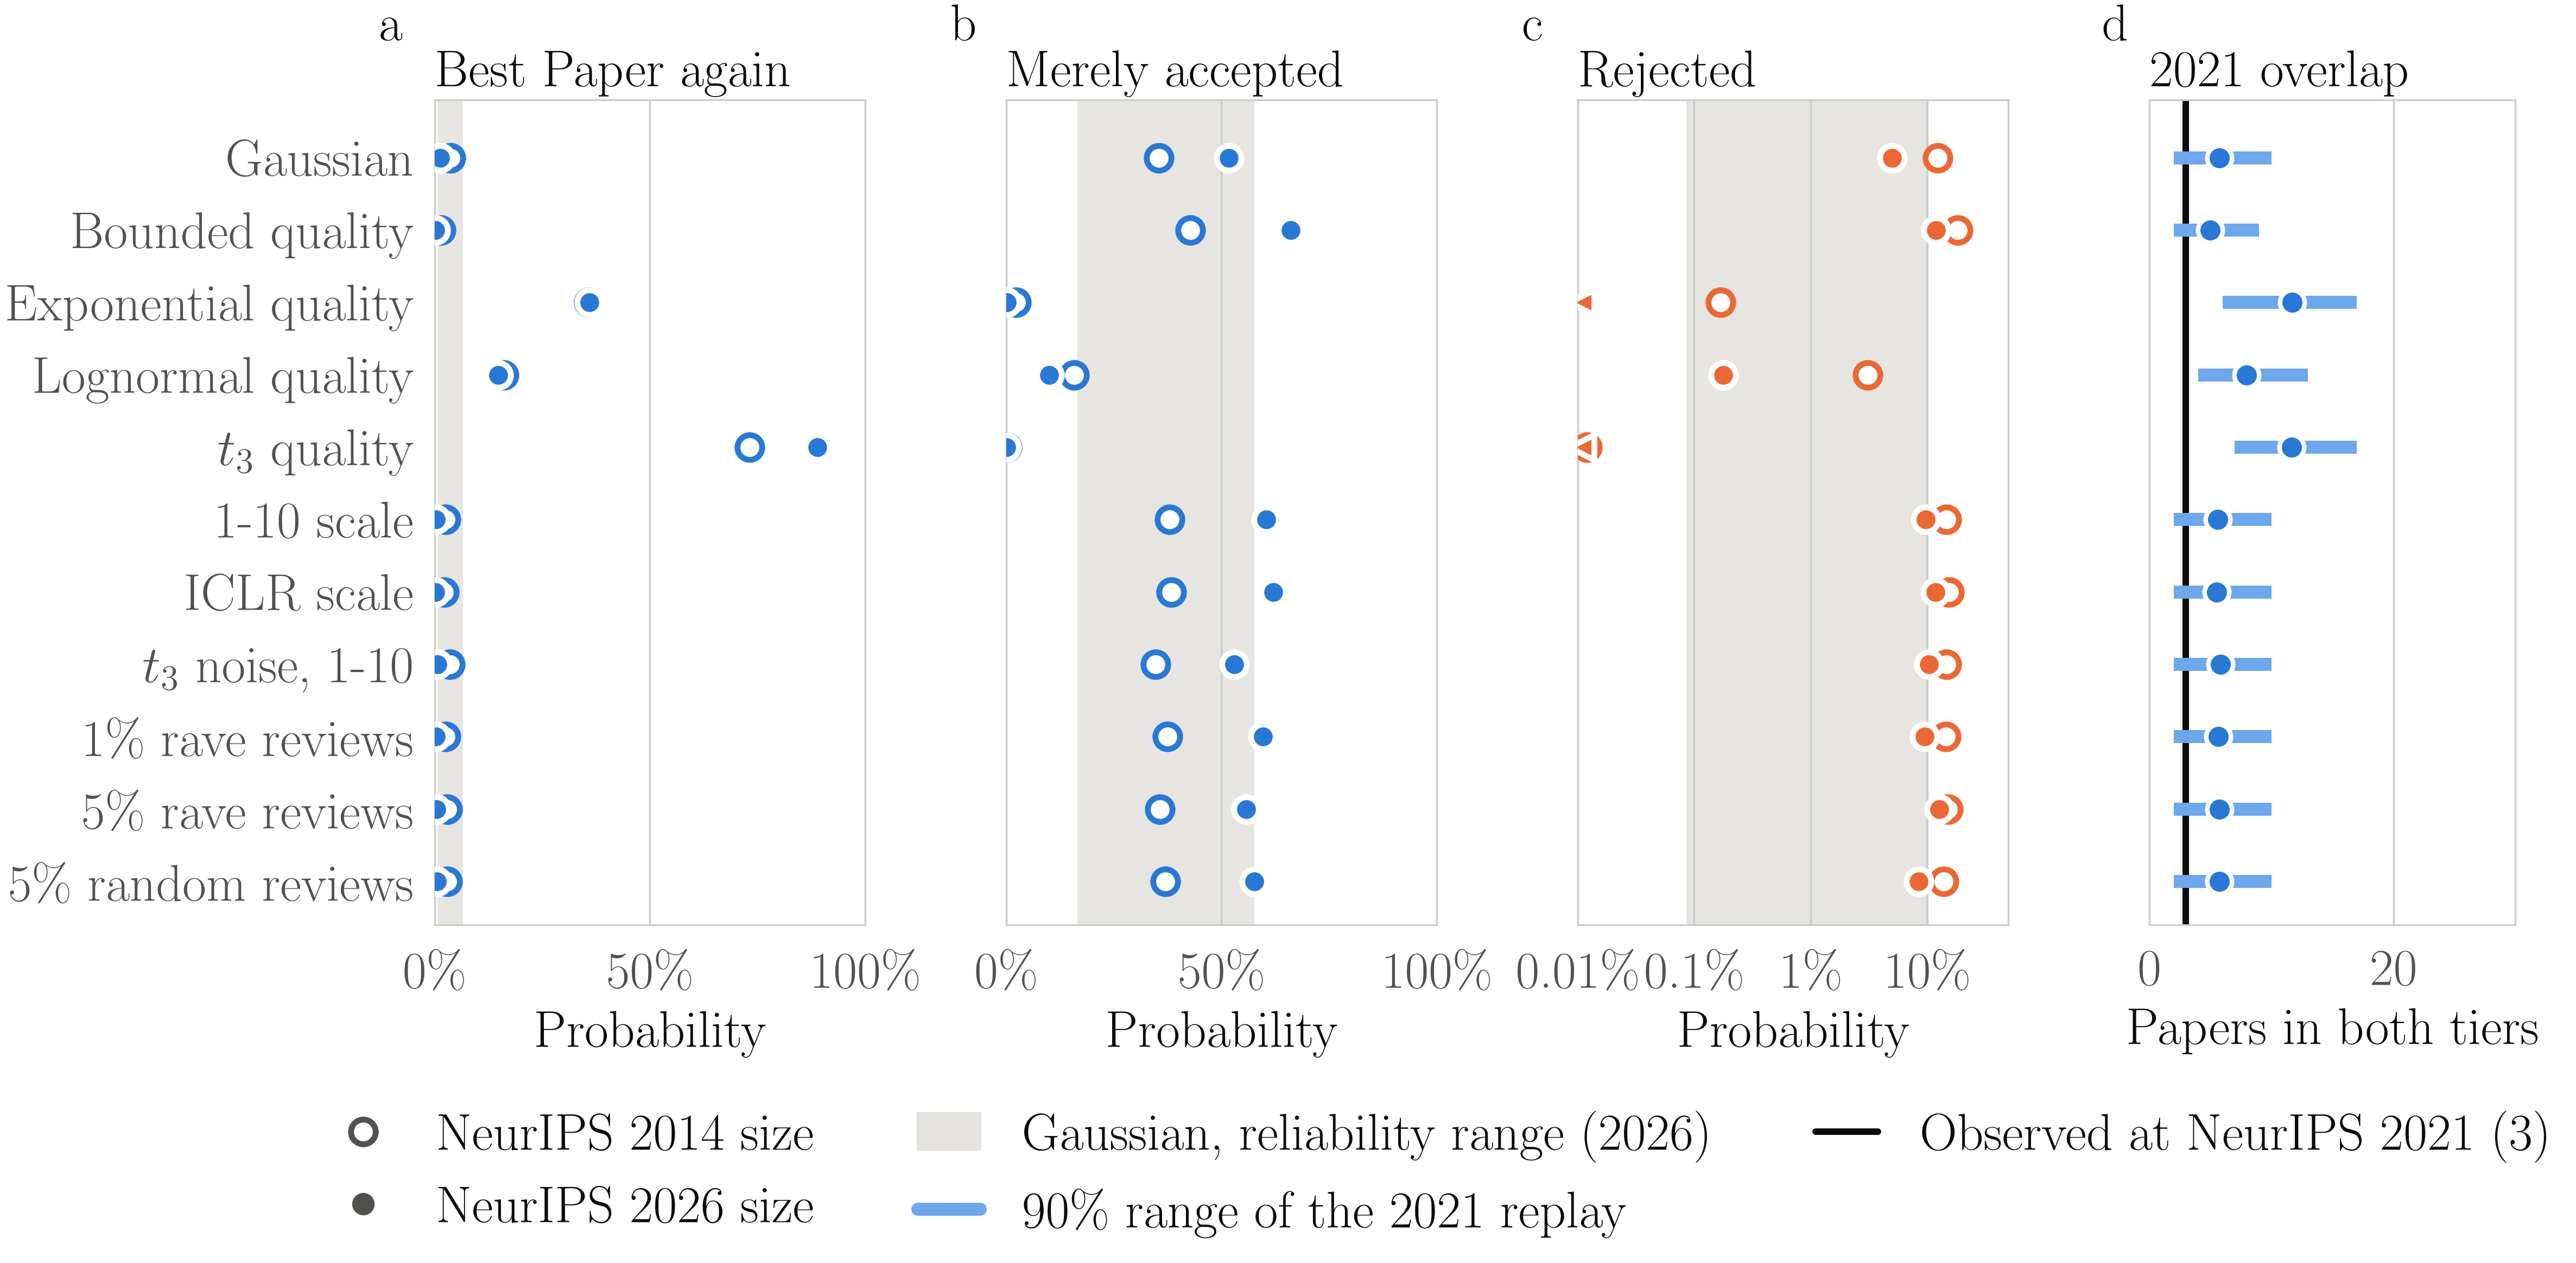 a
Best Paper again
b
Merely accepted
c
Rejected
d
2021 overlap
Gaussian
Bounded quality
Exponential quality
Lognormal quality
t₃ quality
1-10 scale
ICLR scale
t₃ noise, 1-10
1% rave reviews
5% rave reviews
5% random reviews
0% 50% 100%
Probability
0% 50% 100%
Probability
0.01% 0.1% 1% 10%
Probability
0 20
Papers in both tiers
NeurIPS 2014 size
NeurIPS 2026 size
Gaussian, reliability range (2026)
90% range of the 2021 replay
Observed at NeurIPS 2021 (3)